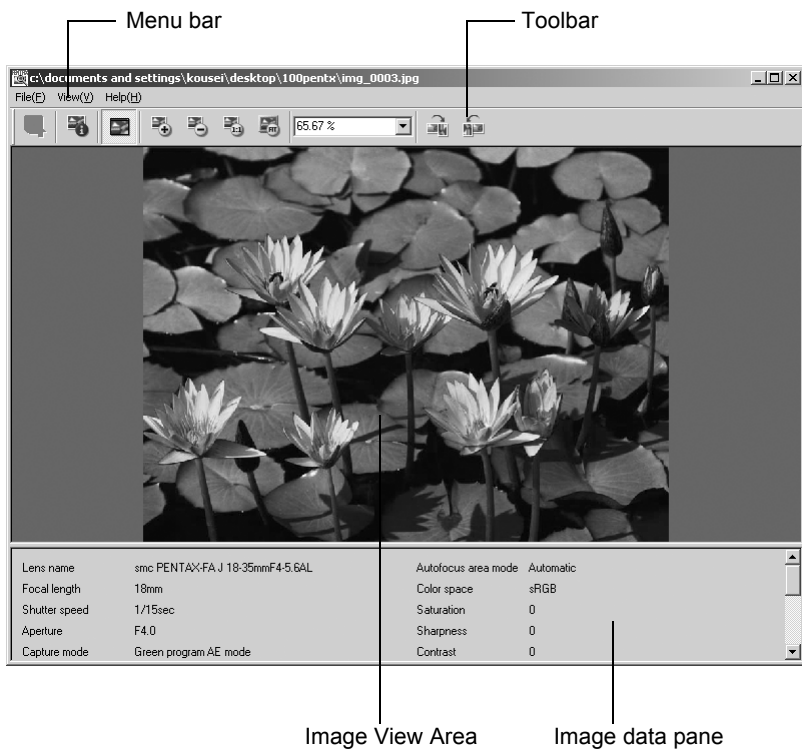 Menu bar
Toolbar
c:\documents and settings\kousei\desktop\100pentx\img_0003.jpg
File(F) View(V) Help(H)
1:1 FIT 65.67 %
Lens name smc PENTAX-FA J 18-35mmF4-5.6AL Autofocus area mode Automatic
Focal length 18mm Color space sRGB
Shutter speed 1/15sec Saturation 0
Aperture F4.0 Sharpness 0
Capture mode Green program AE mode Contrast 0
Image View Area
Image data pane